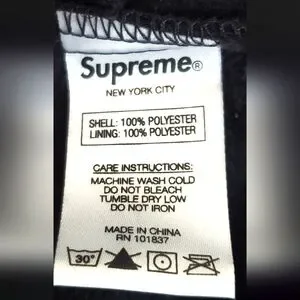 Supreme®
NEW YORK CITY
SHELL: 100% POLYESTER
LINING: 100% POLYESTER
CARE INSTRUCTIONS:
MACHINE WASH COLD
DO NOT BLEACH
TUMBLE DRY LOW
DO NOT IRON
MADE IN CHINA
RN 101837
30°